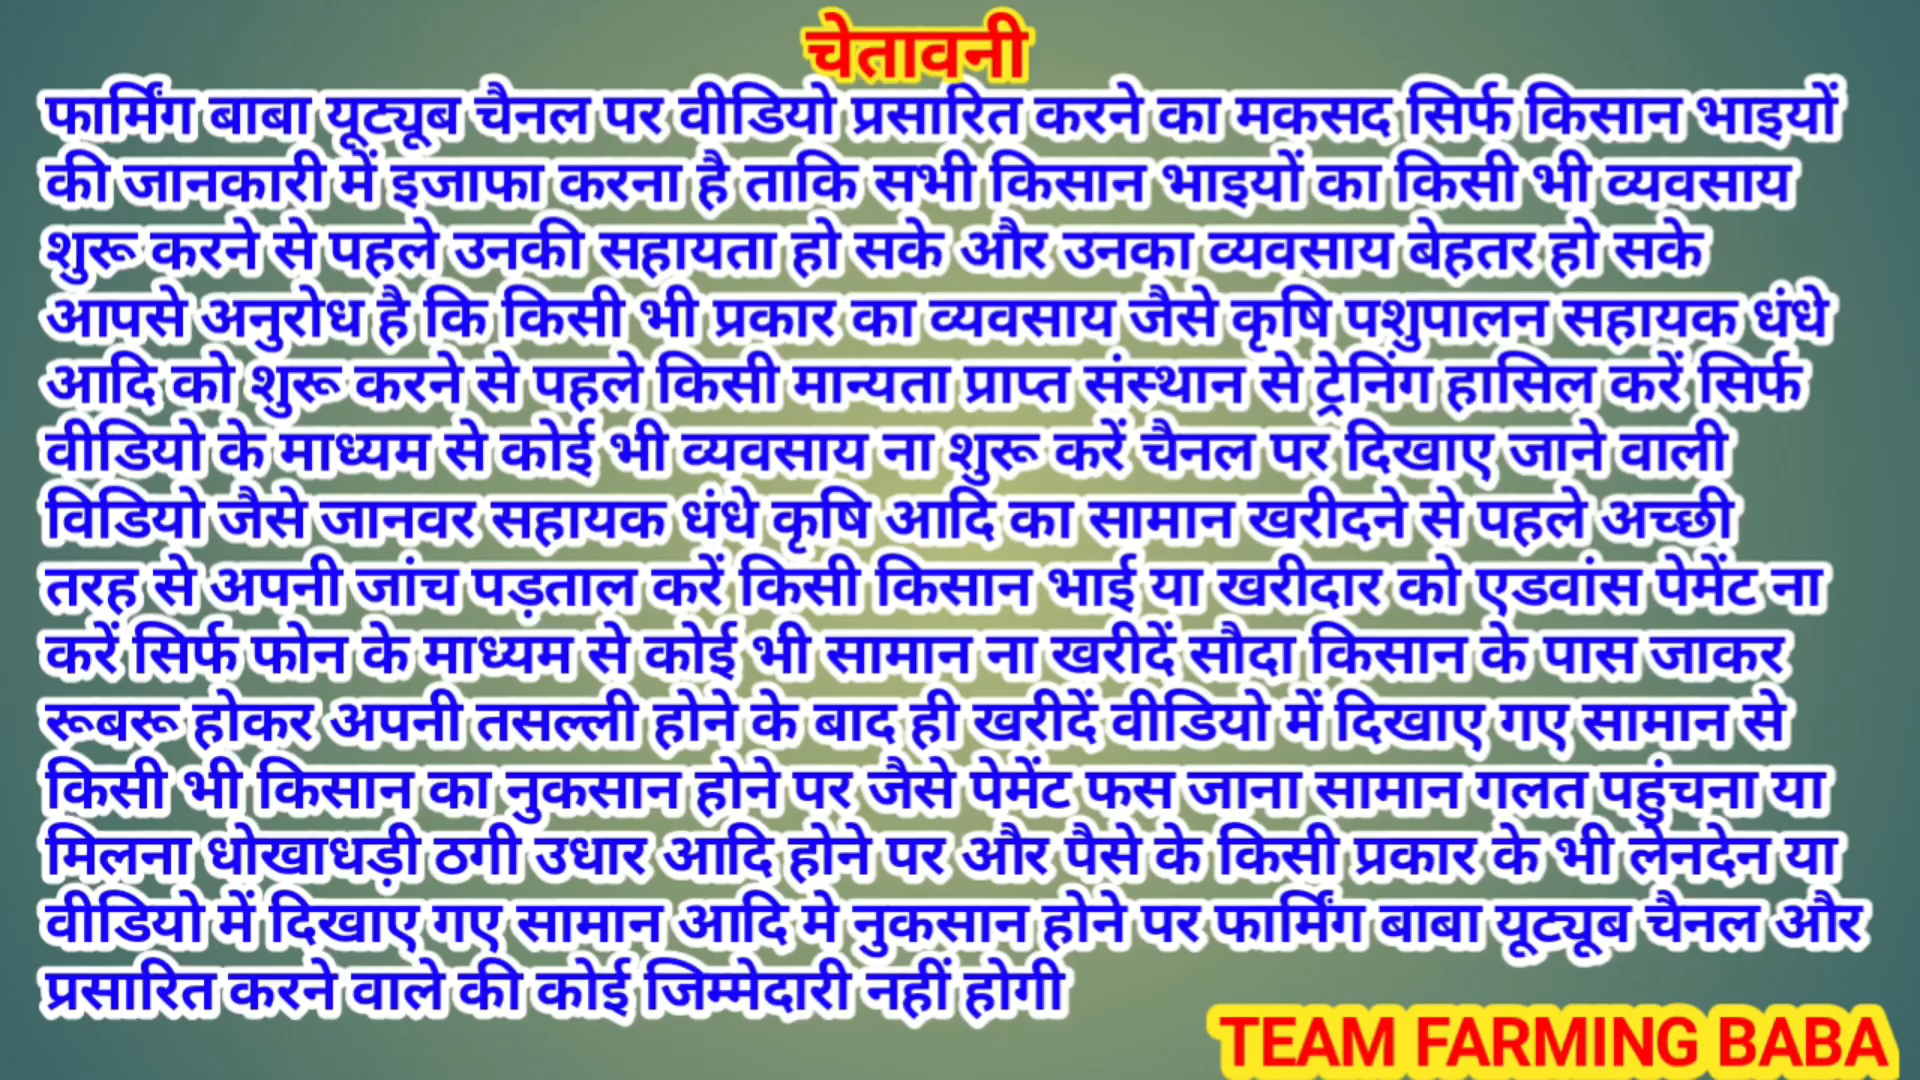 चेतावनी
फार्मिंग बाबा यूट्यूब चैनल पर वीडियो प्रसारित करने का मकसद सिर्फ किसान भाइयों
की जानकारी में इजाफा करना है ताकि सभी किसान भाइयों का किसी भी व्यवसाय
शुरू करने से पहले उनकी सहायता हो सके और उनका व्यवसाय बेहतर हो सके
आपसे अनुरोध है कि किसी भी प्रकार का व्यवसाय जैसे कृषि पशुपालन सहायक धंधे
आदि को शुरू करने से पहले किसी मान्यता प्राप्त संस्थान से ट्रेनिंग हासिल करें सिर्फ
वीडियो के माध्यम से कोई भी व्यवसाय ना शुरू करें चैनल पर दिखाए जाने वाली
विडियो जैसे जानवर सहायक धंधे कृषि आदि का सामान खरीदने से पहले अच्छी
तरह से अपनी जांच पड़ताल करें किसी किसान भाई या खरीदार को एडवांस पेमेंट ना
करें सिर्फ फोन के माध्यम से कोई भी सामान ना खरीदें सौदा किसान के पास जाकर
रूबरू होकर अपनी तसल्ली होने के बाद ही खरीदें वीडियो में दिखाए गए सामान से
किसी भी किसान का नुकसान होने पर जैसे पेमेंट फस जाना सामान गलत पहुंचना या
मिलना धोखाधड़ी ठगी उधार आदि होने पर और पैसे के किसी प्रकार के भी लेनदेन या
वीडियो में दिखाए गए सामान आदि मे नुकसान होने पर फार्मिंग बाबा यूट्यूब चैनल और
प्रसारित करने वाले की कोई जिम्मेदारी नहीं होगी
TEAM FARMING BABA